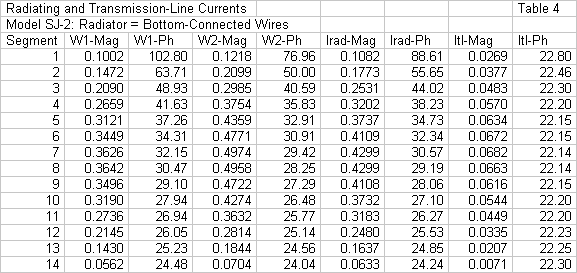 Radiating and Transmission-Line Currents Table 4
Model SJ-2: Radiator = Bottom-Connected Wires
Segment W1-Mag W1-Ph W2-Mag W2-Ph Irad-Mag Irad-Ph Itl-Mag Itl-Ph
1 0.1002 102.80 0.1218 76.96 0.1082 88.61 0.0269 22.80
2 0.1472 63.71 0.2099 50.00 0.1773 55.65 0.0377 22.46
3 0.2090 48.93 0.2985 40.59 0.2531 44.02 0.0483 22.30
4 0.2659 41.63 0.3754 35.83 0.3202 38.23 0.0570 22.20
5 0.3121 37.26 0.4359 32.91 0.3737 34.73 0.0634 22.15
6 0.3449 34.31 0.4771 30.91 0.4109 32.34 0.0672 22.15
7 0.3626 32.15 0.4974 29.42 0.4299 30.57 0.0682 22.14
8 0.3642 30.47 0.4958 28.25 0.4299 29.19 0.0663 22.14
9 0.3496 29.10 0.4722 27.29 0.4108 28.06 0.0616 22.15
10 0.3190 27.94 0.4274 26.48 0.3732 27.10 0.0544 22.20
11 0.2736 26.94 0.3632 25.77 0.3183 26.27 0.0449 22.20
12 0.2145 26.05 0.2814 25.14 0.2480 25.53 0.0335 22.23
13 0.1430 25.23 0.1844 24.56 0.1637 24.85 0.0207 22.25
14 0.0562 24.48 0.0704 24.04 0.0633 24.24 0.0071 22.30